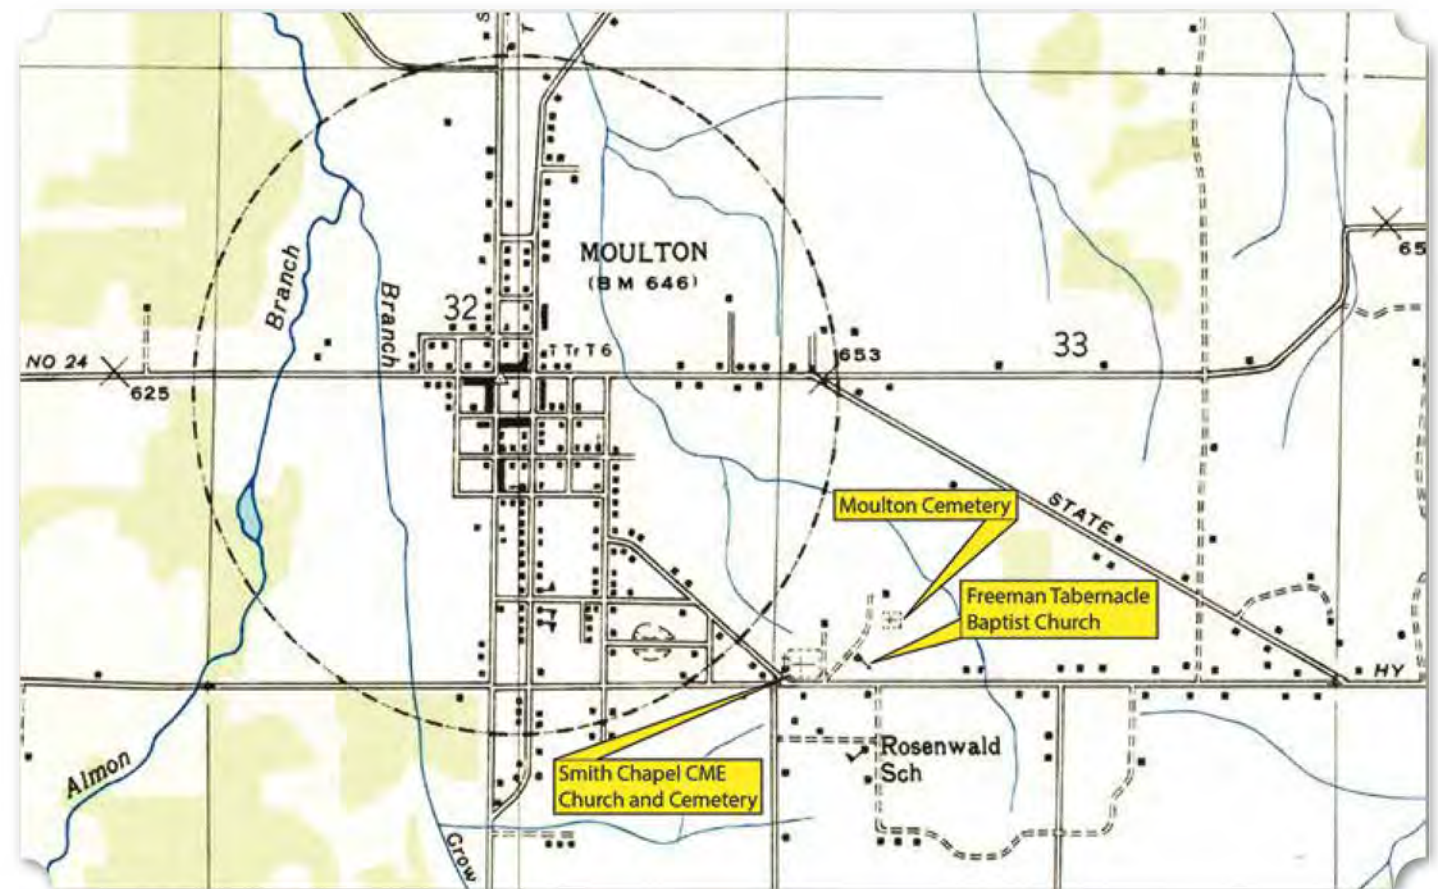 S
T
Branch
Branch
32
MOULTON
(BM 646)
T Tr T 6
653
33
65
NO 24
625
Moulton Cemetery
STATE
Freeman Tabernacle
Baptist Church
HY
Almon
Smith Chapel CME
Church and Cemetery
Rosenwald
Sch
Crow